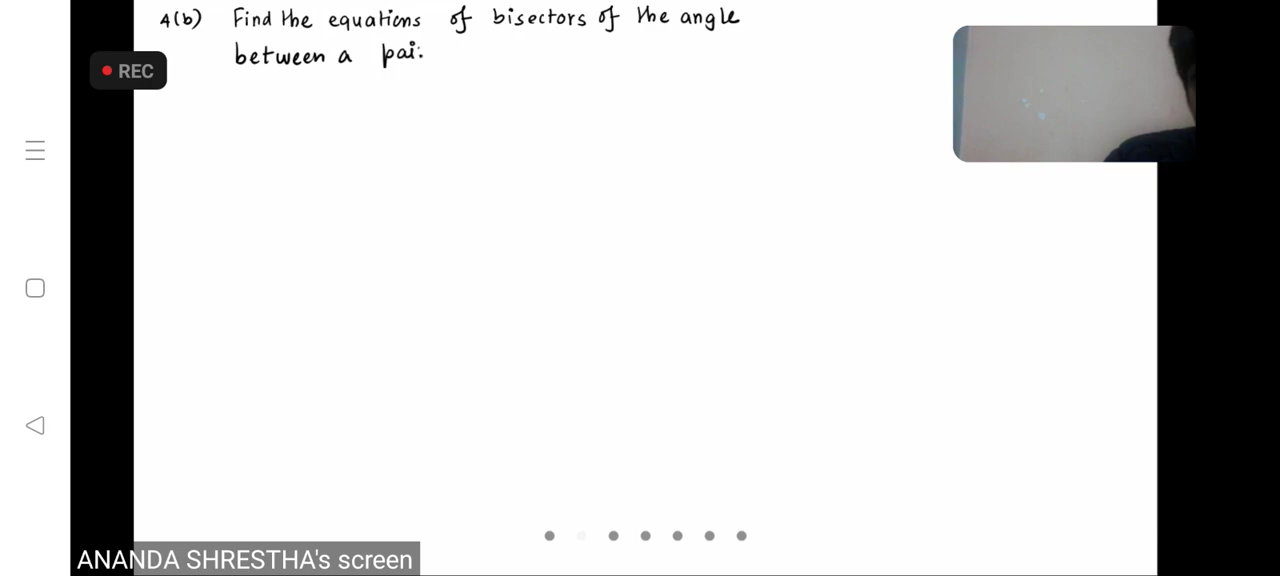 4(b) Find the equations of bisectors of the angle
between a pai
REC
ANANDA SHRESTHA's screen